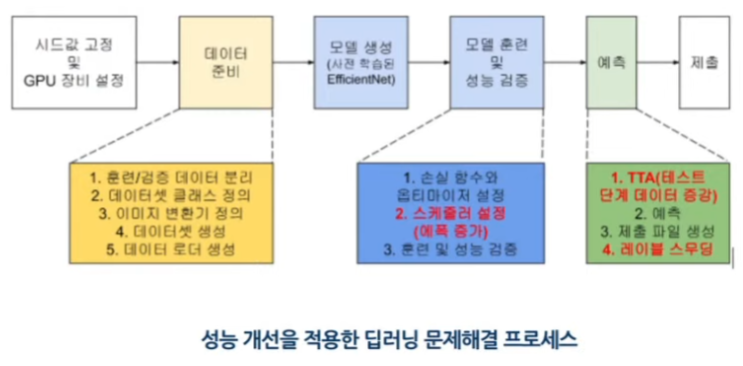 시드값 고정
및
GPU 장비 설정
데이터
준비
모델 생성
(사전 학습된
EfficientNet)
모델 훈련
및
성능 검증
예측
제출
1. 훈련/검증 데이터 분리
2. 데이터셋 클래스 정의
3. 이미지 변환기 정의
4. 데이터셋 생성
5. 데이터 로더 생성
1. 손실 함수와
옵티마이저 설정
2. 스케줄러 설정
(에폭 증가)
3. 훈련 및 성능 검증
1. TTA(테스트
단계 데이터 증강)
2. 예측
3. 제출 파일 생성
4. 레이블 스무딩
성능 개선을 적용한 딥러닝 문제해결 프로세스